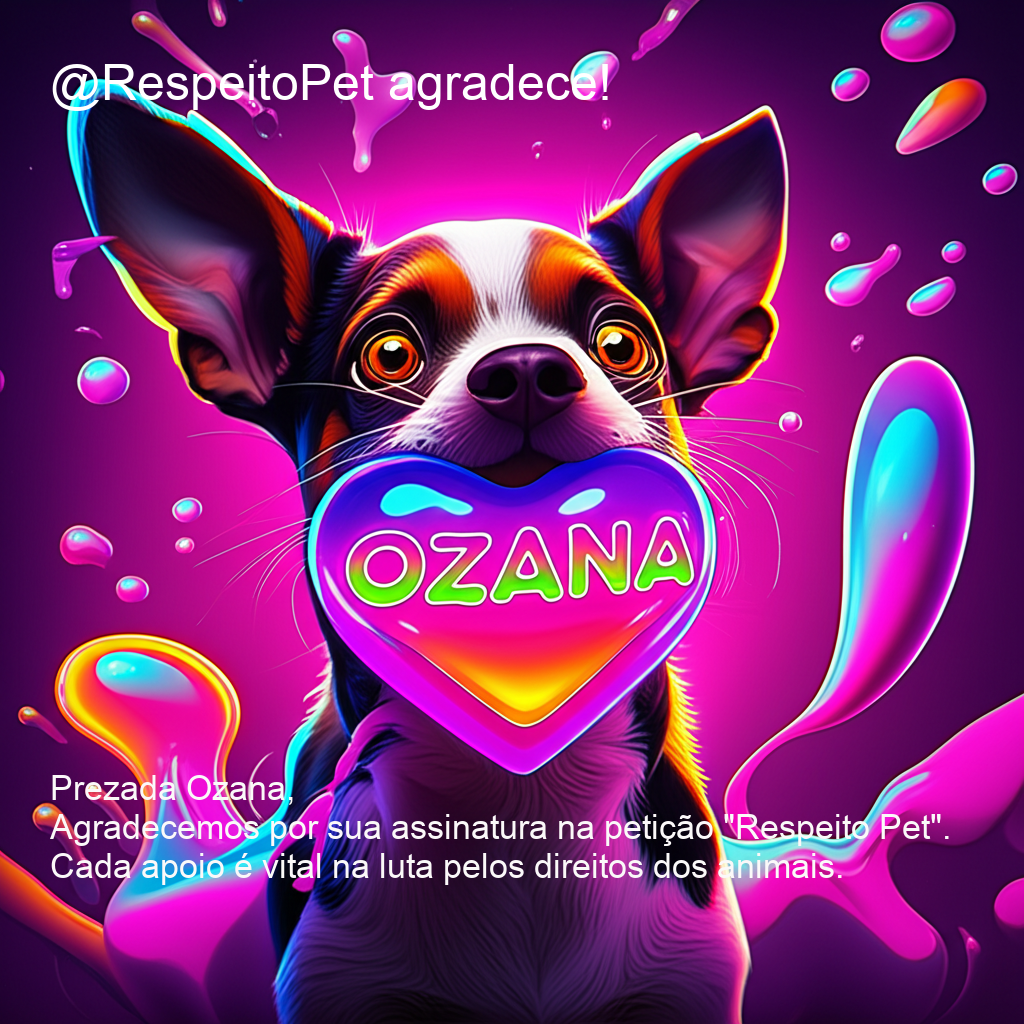 @RespeitoPet agradece!
OZANA
Prezada Ozana,
Agradecemos por sua assinatura na petição "Respeito Pet".
Cada apoio é vital na luta pelos direitos dos animais.